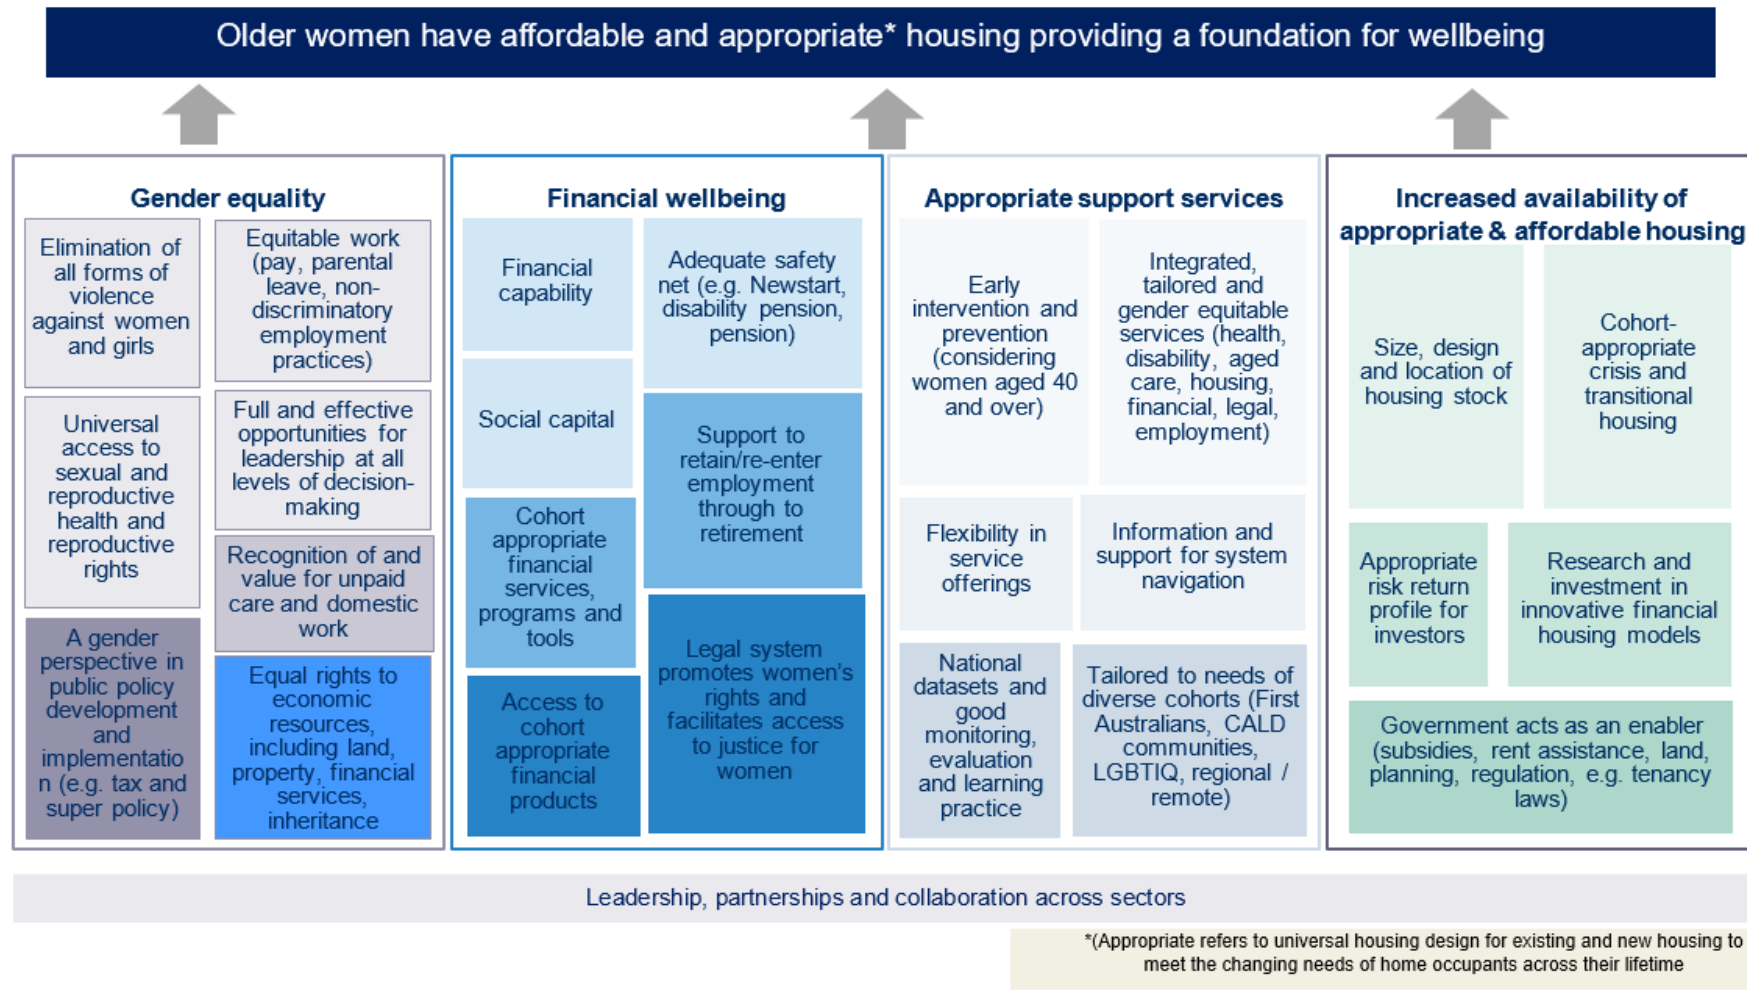 Older women have affordable and appropriate* housing providing a foundation for wellbeing
Gender equality
Elimination of
all forms of
violence
against women
and girls
Equitable work
(pay, parental
leave, non-
discriminatory
employment
practices)
Universal
access to
sexual and
reproductive
health and
reproductive
rights
Full and effective
opportunities for
leadership at all
levels of decision-
making
Recognition of and
value for unpaid
care and domestic
work
A gender
perspective in
public policy
development
and
implementatio
n (e.g. tax and
super policy)
Equal rights to
economic
resources,
including land,
property, financial
services,
inheritance
Financial wellbeing
Financial
capability
Adequate safety
net (e.g. Newstart,
disability pension,
pension)
Social capital
Support to
retain/re-enter
employment
through to
retirement
Cohort
appropriate
financial
services,
programs and
tools
Legal system
promotes women's
rights and
facilitates access
to justice for
women
Access to
cohort
appropriate
financial
products
Appropriate support services
Early
intervention and
prevention
(considering
women aged 40
and over)
Integrated,
tailored and
gender equitable
services (health,
disability, aged
care, housing,
financial, legal,
employment)
Flexibility in
service
offerings
Information and
support for system
navigation
National
datasets and
good
monitoring,
evaluation
and learning
practice
Tailored to needs of
diverse cohorts (First
Australians, CALD
communities,
LGBTIQ, regional /
remote)
Increased availability of
appropriate & affordable housing
Size, design
and location of
housing stock
Cohort-
appropriate
crisis and
transitional
housing
Appropriate
risk return
profile for
investors
Research and
investment in
innovative financial
housing models
Government acts as an enabler
(subsidies, rent assistance, land,
planning, regulation, e.g. tenancy
laws)
Leadership, partnerships and collaboration across sectors
*(Appropriate refers to universal housing design for existing and new housing to
meet the changing needs of home occupants across their lifetime